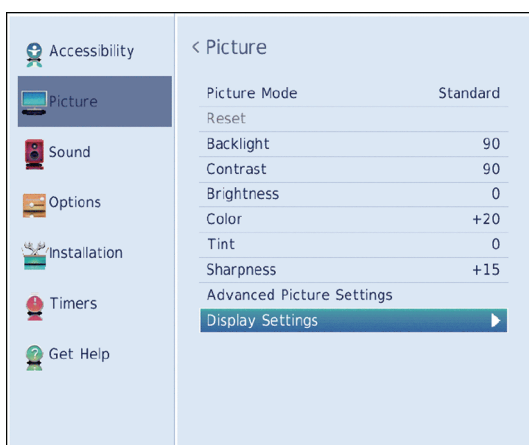 Accessibility
Picture
Sound
Options
Installation
Timers
Get Help
< Picture
Picture Mode Standard
Reset
Backlight 90
Contrast 90
Brightness 0
Color +20
Tint 0
Sharpness +15
Advanced Picture Settings
Display Settings